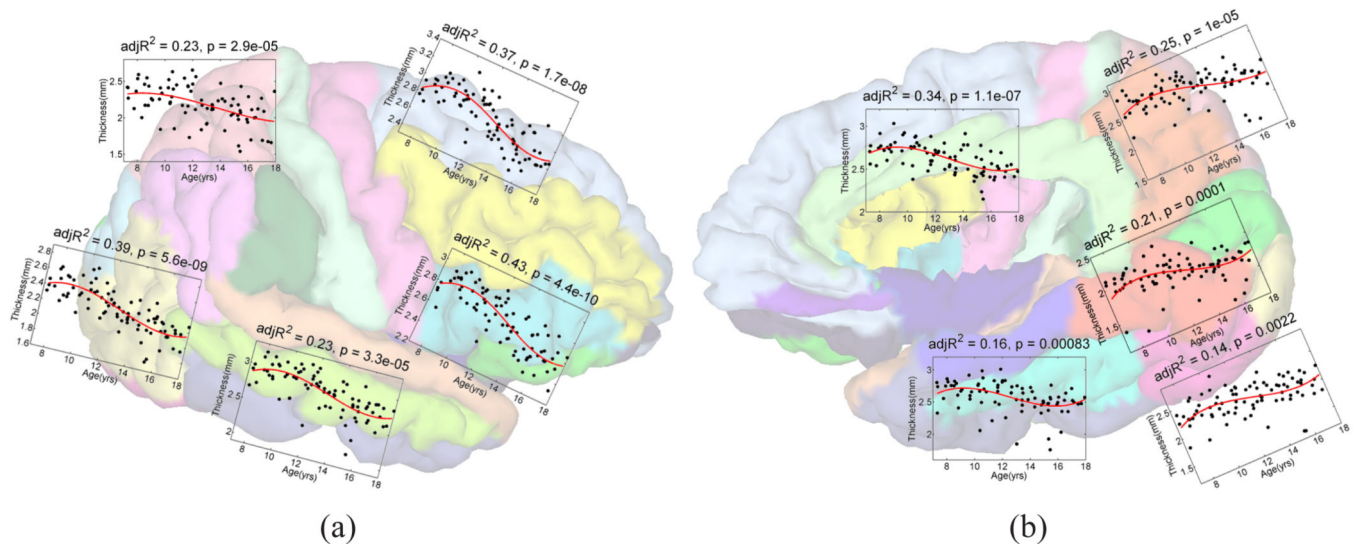 adjR² = 0.23, p = 2.9e-05
Thickness(mm)
2.5
2
1.5
8 10 12 14 16 18
Age(yrs)
adjR² = 0.37, p = 1.7e-08
Thickness(mm)
3.4
3.2
3
2.8
2.6
2.4
8 10 12 14 16 18
Age(yrs)
adjR² = 0.39, p = 5.6e-09
Thickness(mm)
2.8
2.6
2.4
2.2
2
1.8
1.6
8 10 12 14 16 18
Age(yrs)
adjR² = 0.23, p = 3.3e-05
Thickness(mm)
3
2.5
2
8 10 12 14 16 18
Age(yrs)
adjR² = 0.43, p = 4.4e-10
Thickness(mm)
3
2.8
2.6
2.4
2.2
8 10 12 14 16 18
Age(yrs)
(a)
adjR² = 0.34, p = 1.1e-07
Thickness(mm)
3
2.5
2
8 10 12 14 16 18
Age(yrs)
adjR² = 0.25, p = 1e-05
Thickness(mm)
3
2.5
2
1.5
8 10 12 14 16 18
Age(yrs)
adjR² = 0.21, p = 0.0001
Thickness(mm)
2.5
2
1.5
8 10 12 14 16 18
Age(yrs)
adjR² = 0.16, p = 0.00083
Thickness(mm)
3
2.5
2
8 10 12 14 16 18
Age(yrs)
adjR² = 0.14, p = 0.0022
Thickness(mm)
2.5
2
1.5
8 10 12 14 16 18
Age(yrs)
(b)